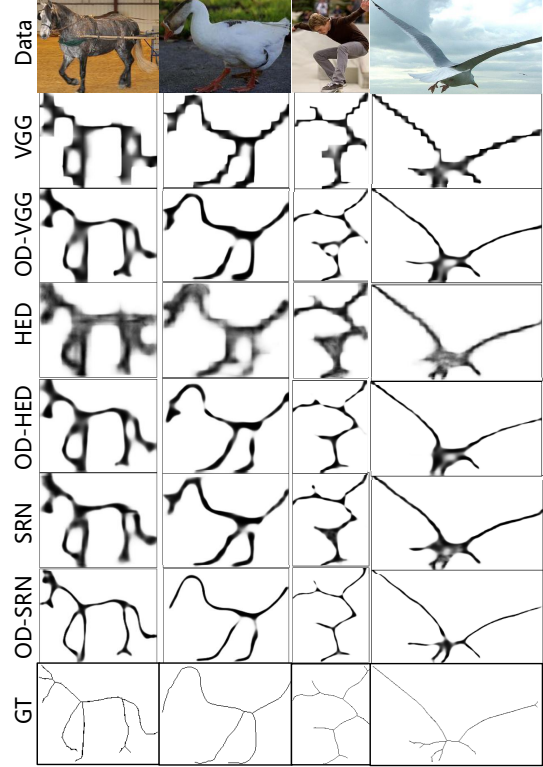 Data
VGG
OD-VGG
HED
OD-HED
SRN
OD-SRN
GT